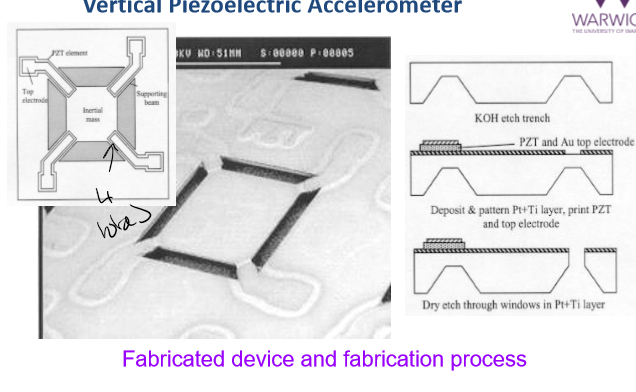 Vertical Piezoelectric Accelerometer
WARWICK
THE UNIVERSITY OF WARWICK
PZT element
Top
electrode
Supporting
beam
Inertial
mass
KV WD:51MM S:00000 P:00005
4
KOH etch trench
PZT and Au top electrode
Deposit & pattern Pt+Ti layer, print PZT
and top electrode
Dry etch through windows in Pt+Ti layer
Fabricated device and fabrication process